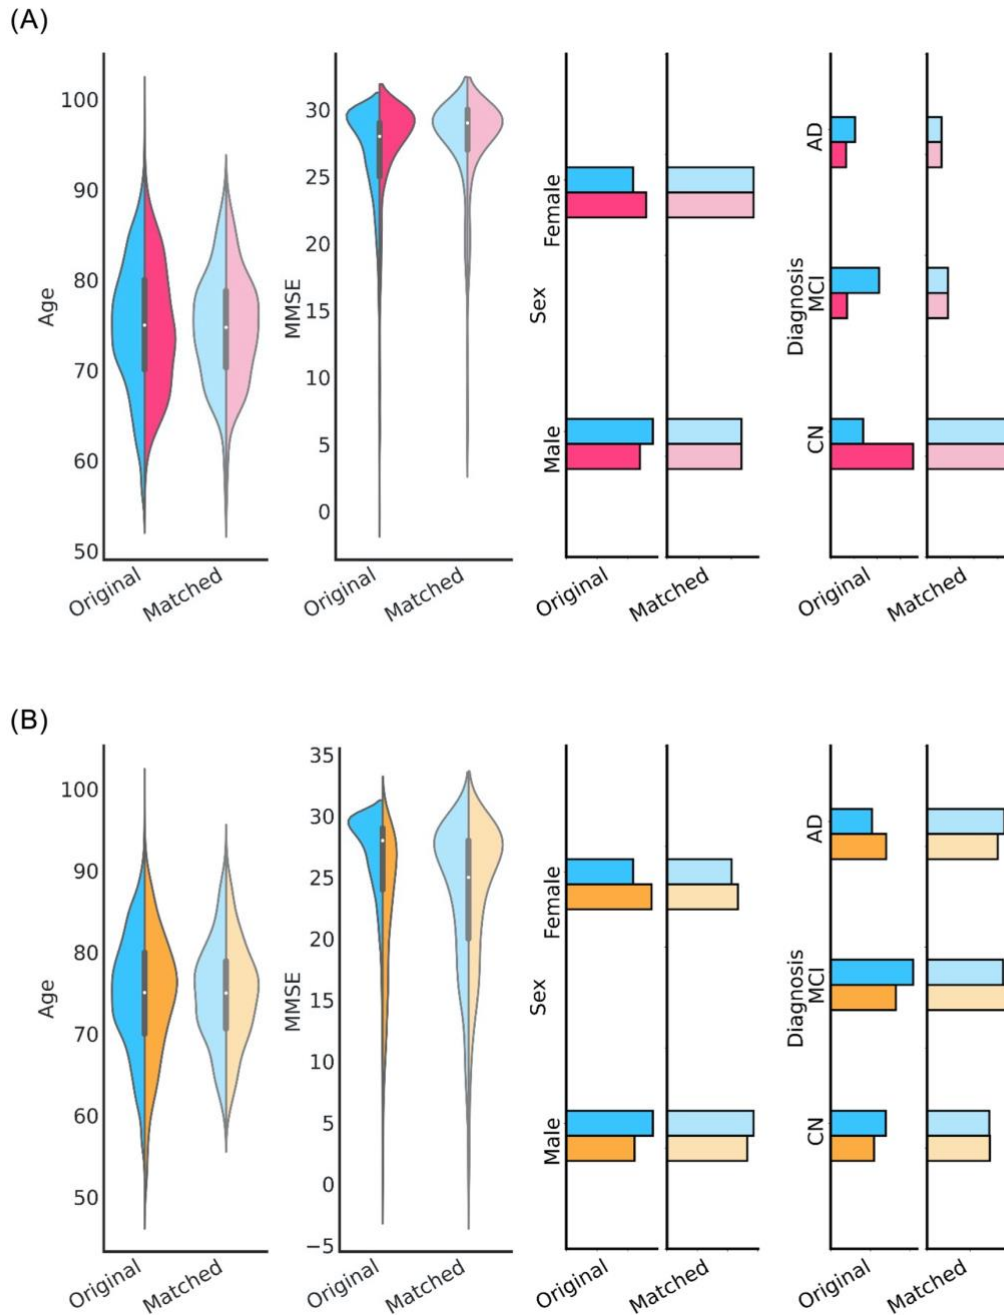 (A)
100
90
80
70
60
50
Age
Original
Matched
30
25
20
15
10
5
0
MMSE
Original
Matched
Female
Sex
Male
Original
Matched
AD
MCI
Diagnosis
CN
Original
Matched
(B)
100
90
80
70
60
50
Age
Original
Matched
35
30
25
20
15
10
5
0
−5
MMSE
Original
Matched
Female
Sex
Male
Original
Matched
AD
MCI
Diagnosis
CN
Original
Matched